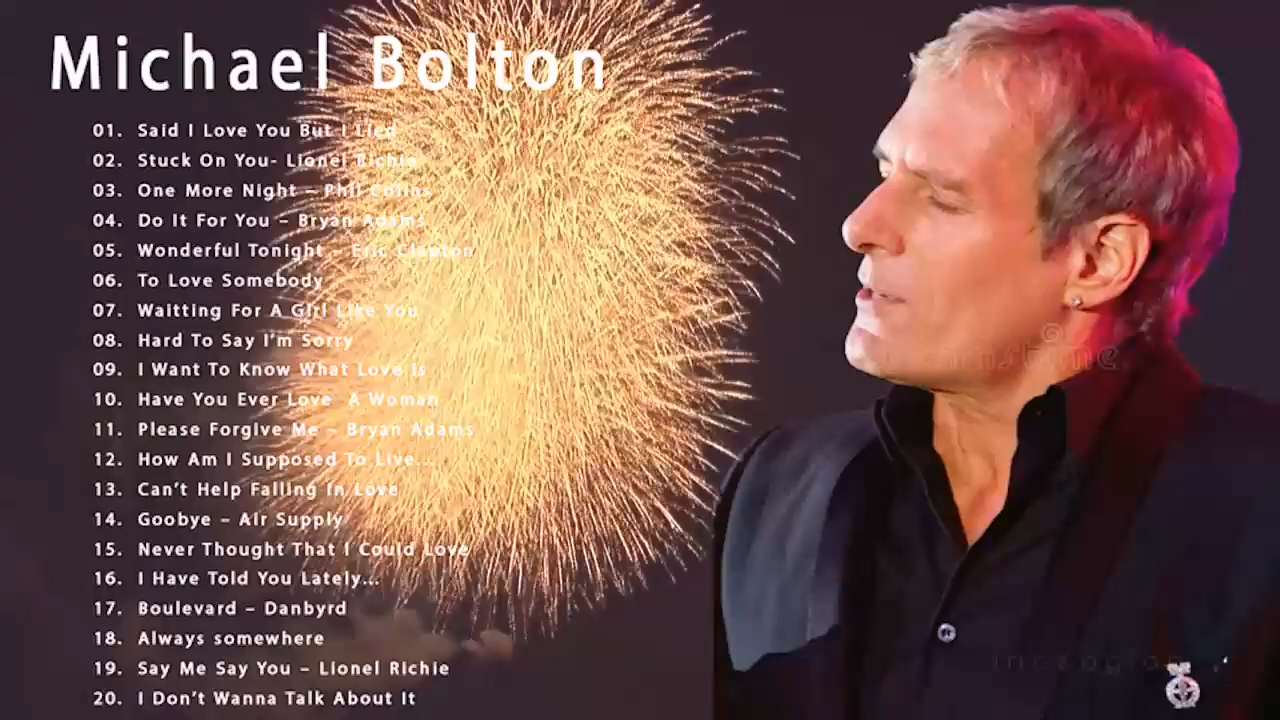 Michael Bolton
01. Said I Love You But I Lied
02. Stuck On You- Lionel Richie
03. One More Night – Phil Colins
04. Do It For You – Bryan Adams
05. Wonderful Tonight – Eric Clapton
06. To Love Somebody
07. Waitting For A Girl Like You
08. Hard To Say I'm Sorry
09. I Want To Know What Love Is
10. Have You Ever Love A Woman
11. Please Forgive Me – Bryan Adams
12. How Am I Supposed To Live...
13. Can't Help Falling In Love
14. Goobye – Air Supply
15. Never Thought That I Could Love
16. I Have Told You Lately...
17. Boulevard – Danbyrd
18. Always somewhere
19. Say Me Say You – Lionel Richie
20. I Don't Wanna Talk About It